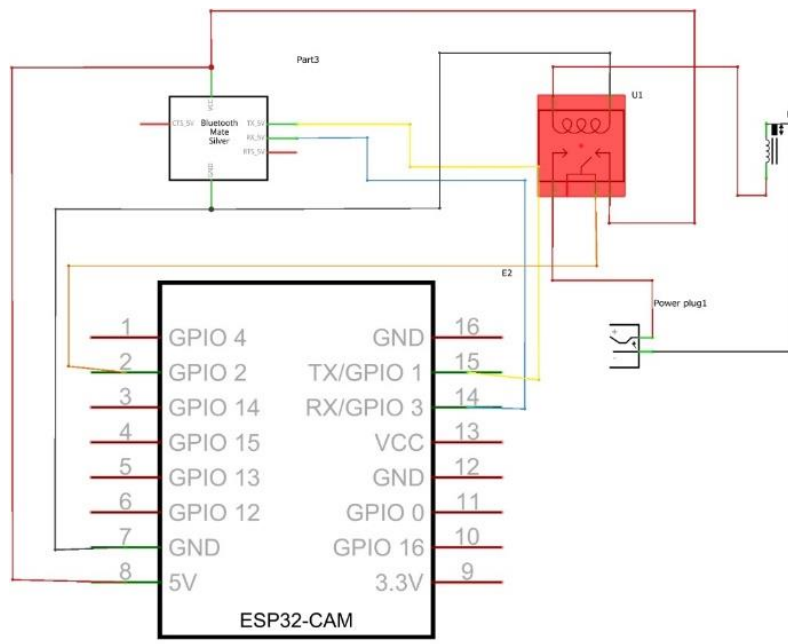 Part3
U1
VCC
Bluetooth
Mate
Silver
CTS_5V
TX_5V
RX_5V
RTS_5V
GND
E2
Power plug1
+
-
1 GPIO 4
2 GPIO 2
3 GPIO 14
4 GPIO 15
5 GPIO 13
6 GPIO 12
7 GND
8 5V
GND 16
TX/GPIO 1 15
RX/GPIO 3 14
VCC 13
GND 12
GPIO 0 11
GPIO 16 10
3.3V 9
ESP32-CAM